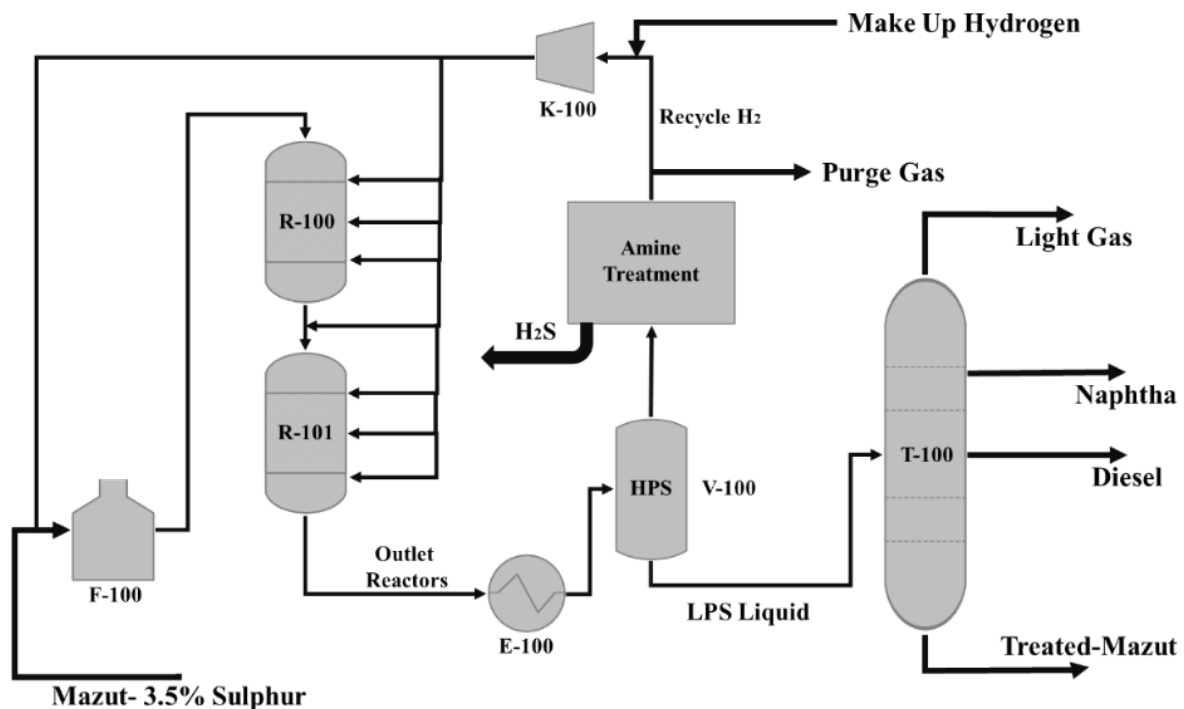 Make Up Hydrogen
K-100
Recycle H₂
Purge Gas
R-100
Amine
Treatment
Light Gas
H₂S
R-101
Naphtha
HPS
V-100
T-100
Diesel
Outlet
Reactors
F-100
LPS Liquid
E-100
Treated-Mazut
Mazut- 3.5% Sulphur